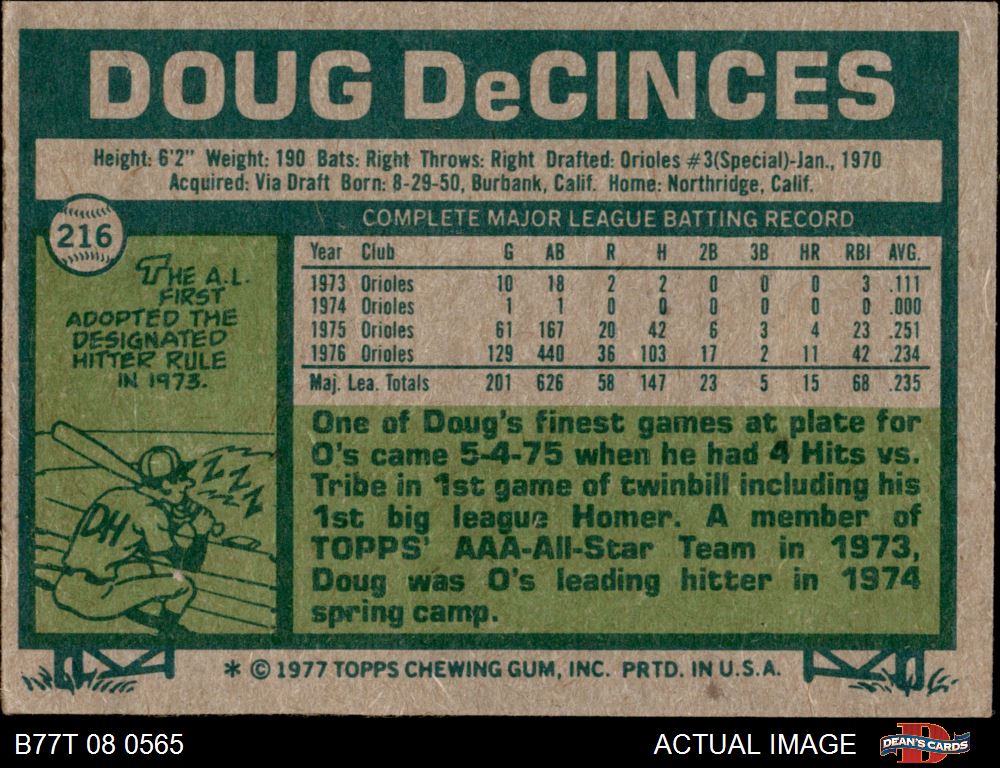 DOUG DeCINCES
Height: 6'2" Weight: 190 Bats: Right Throws: Right Drafted: Orioles #3(Special)-Jan., 1970
Acquired: Via Draft Born: 8-29-50, Burbank, Calif. Home: Northridge, Calif.
216
THE A.L.
FIRST
ADOPTED THE
DESIGNATED
HITTER RULE
IN 1973.
ZZZZZZ
DH
COMPLETE MAJOR LEAGUE BATTING RECORD
Year Club G AB R H 2B 3B HR RBI AVG.
1973 Orioles 10 18 2 2 0 0 0 3 .111
1974 Orioles 1 1 0 0 0 0 0 0 .000
1975 Orioles 61 167 20 42 6 3 4 23 .251
1976 Orioles 129 440 36 103 17 2 11 42 .234
Maj. Lea. Totals 201 626 58 147 23 5 15 68 .235
One of Doug's finest games at plate for
O's came 5-4-75 when he had 4 Hits vs.
Tribe in 1st game of twinbill including his
1st big league Homer. A member of
TOPPS' AAA-All-Star Team in 1973,
Doug was O's leading hitter in 1974
spring camp.
* © 1977 TOPPS CHEWING GUM, INC. PRTD. IN U.S.A.
B77T 08 0565
ACTUAL IMAGE
DEAN'S CARDS